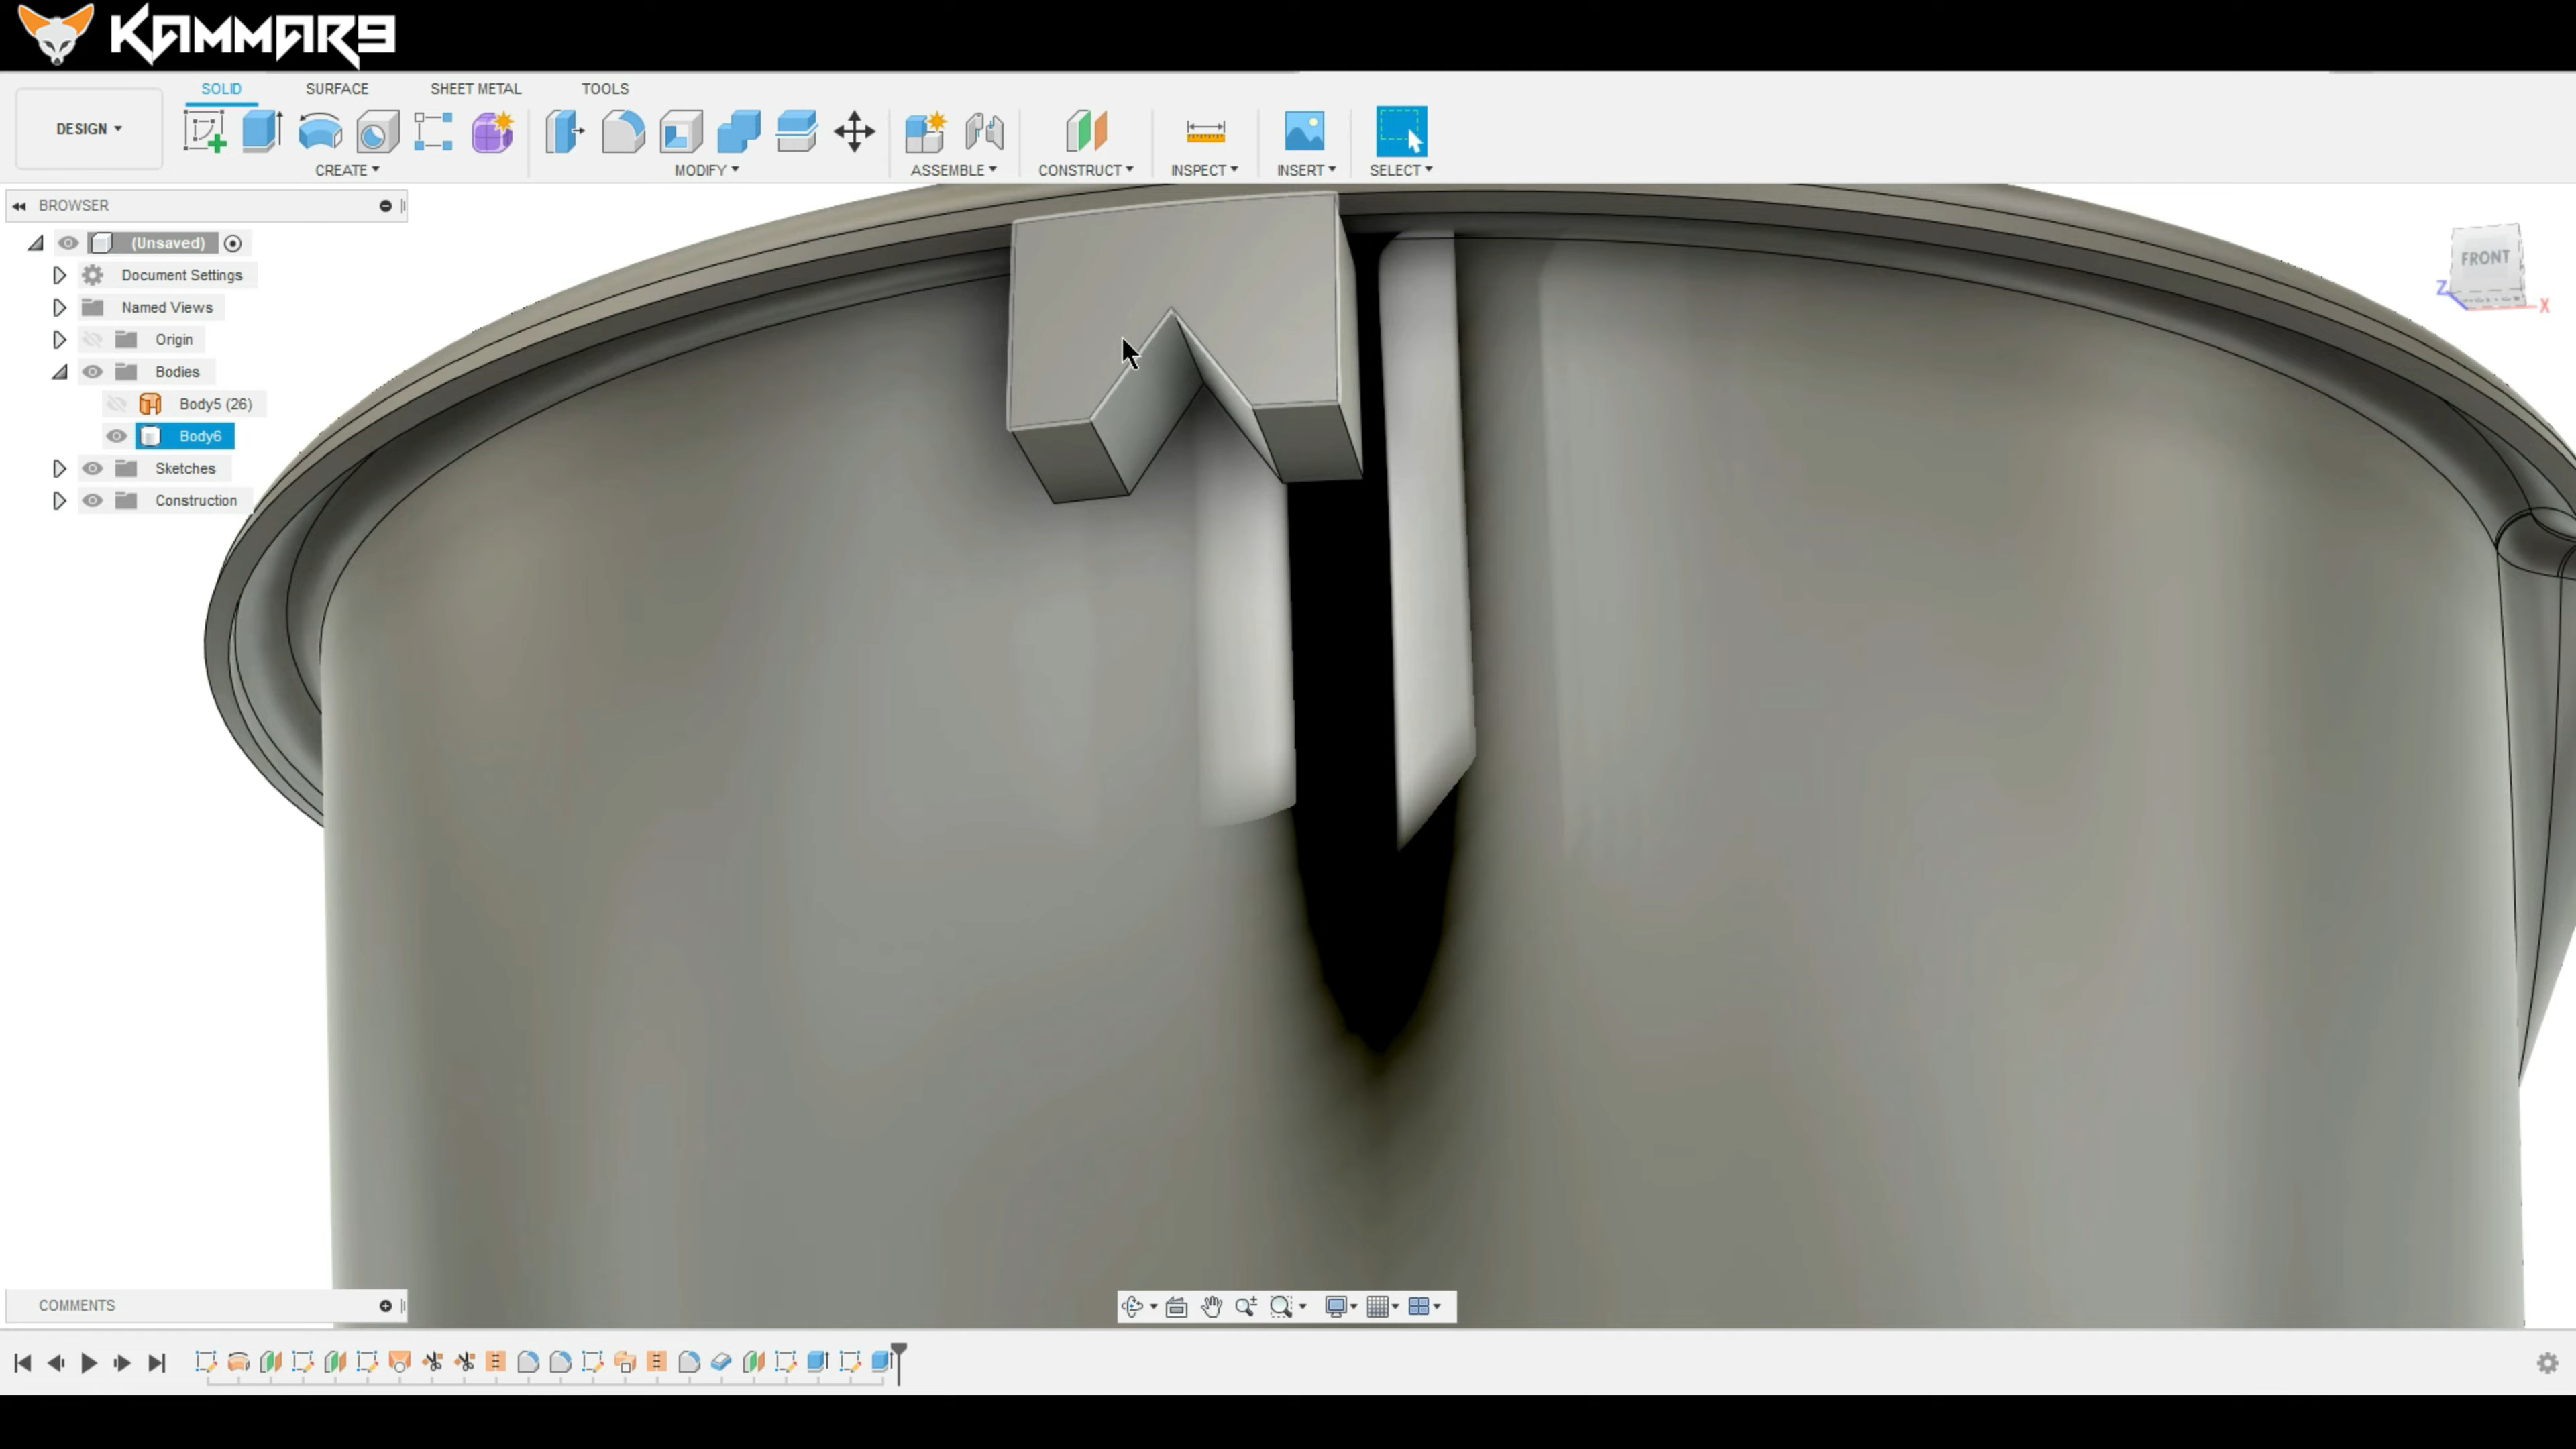 KAMMAR9
DESIGN
SOLID SURFACE SHEET METAL TOOLS
CREATE MODIFY ASSEMBLE CONSTRUCT INSPECT INSERT SELECT
BROWSER
(Unsaved)
Document Settings
Named Views
Origin
Bodies
Body5 (26)
Body6
Sketches
Construction
FRONT
Z
X
COMMENTS